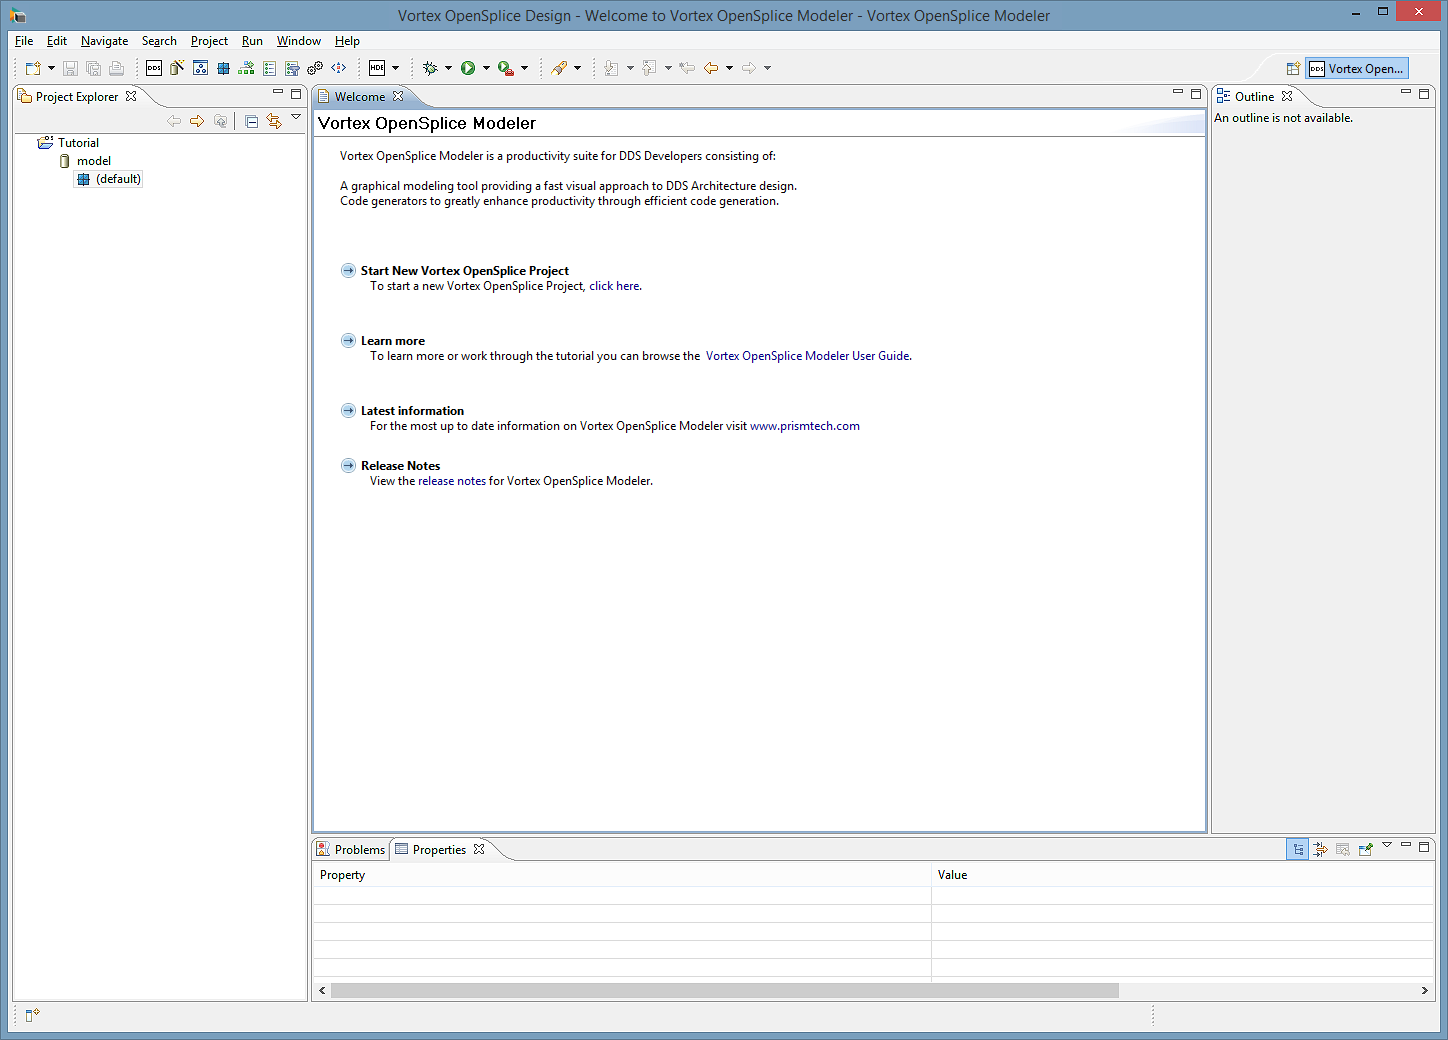 Vortex OpenSplice Design - Welcome to Vortex OpenSplice Modeler - Vortex OpenSplice Modeler
File Edit Navigate Search Project Run Window Help
DDS HDE DDS Vortex Open...
Project Explorer
Tutorial
model
(default)
Welcome
Vortex OpenSplice Modeler
Vortex OpenSplice Modeler is a productivity suite for DDS Developers consisting of:
A graphical modeling tool providing a fast visual approach to DDS Architecture design.
Code generators to greatly enhance productivity through efficient code generation.
Start New Vortex OpenSplice Project
To start a new Vortex OpenSplice Project, click here.
Learn more
To learn more or work through the tutorial you can browse the Vortex OpenSplice Modeler User Guide.
Latest information
For the most up to date information on Vortex OpenSplice Modeler visit www.prismtech.com
Release Notes
View the release notes for Vortex OpenSplice Modeler.
Outline
An outline is not available.
Problems Properties
Property Value